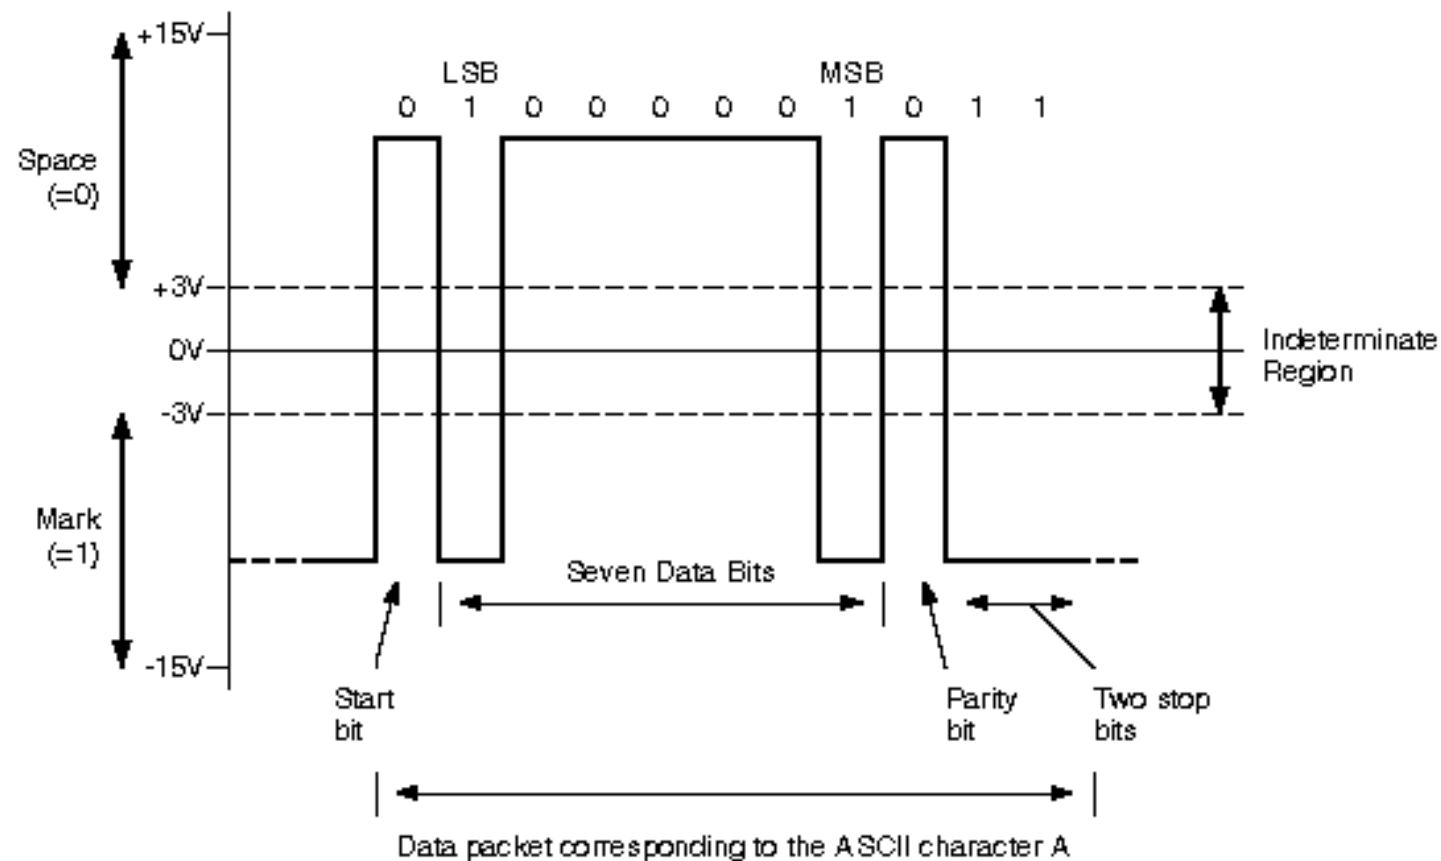 +15V
LSB MSB
0 1 0 0 0 0 0 1 0 1 1
Space
(=0)
+3V
0V
Indeterminate
Region
-3V
Mark
(=1)
Seven Data Bits
-15V
Start
bit
Parity
bit
Two stop
bits
Data packet corresponding to the ASCII character A